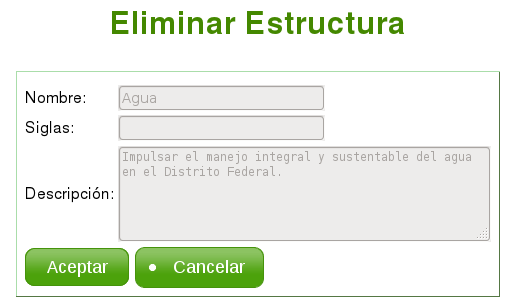 Eliminar Estructura
Nombre: Agua
Siglas:
Descripción: Impulsar el manejo integral y sustentable del agua
en el Distrito Federal.
Aceptar • Cancelar